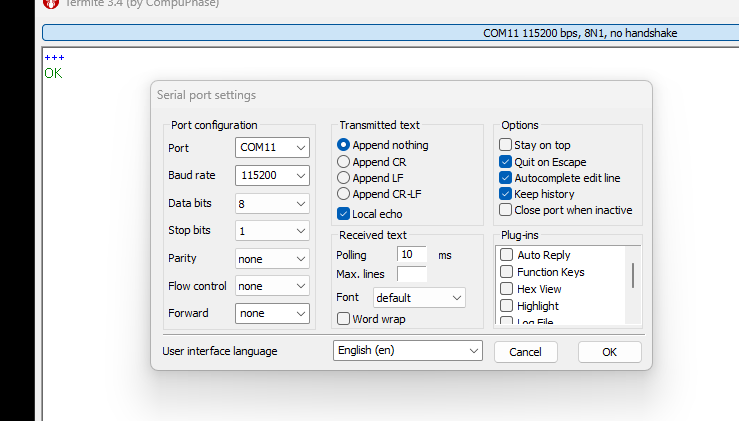 Termite 3.4 (by CompuPhase)
COM11 115200 bps, 8N1, no handshake
+++
OK
Serial port settings
Port configuration
Port COM11
Baud rate 115200
Data bits 8
Stop bits 1
Parity none
Flow control none
Forward none
Transmitted text
Append nothing
Append CR
Append LF
Append CR-LF
Local echo
Received text
Polling 10 ms
Max. lines
Font default
Word wrap
Options
Stay on top
Quit on Escape
Autocomplete edit line
Keep history
Close port when inactive
Plug-ins
Auto Reply
Function Keys
Hex View
Highlight
Log File
User interface language English (en)
Cancel OK